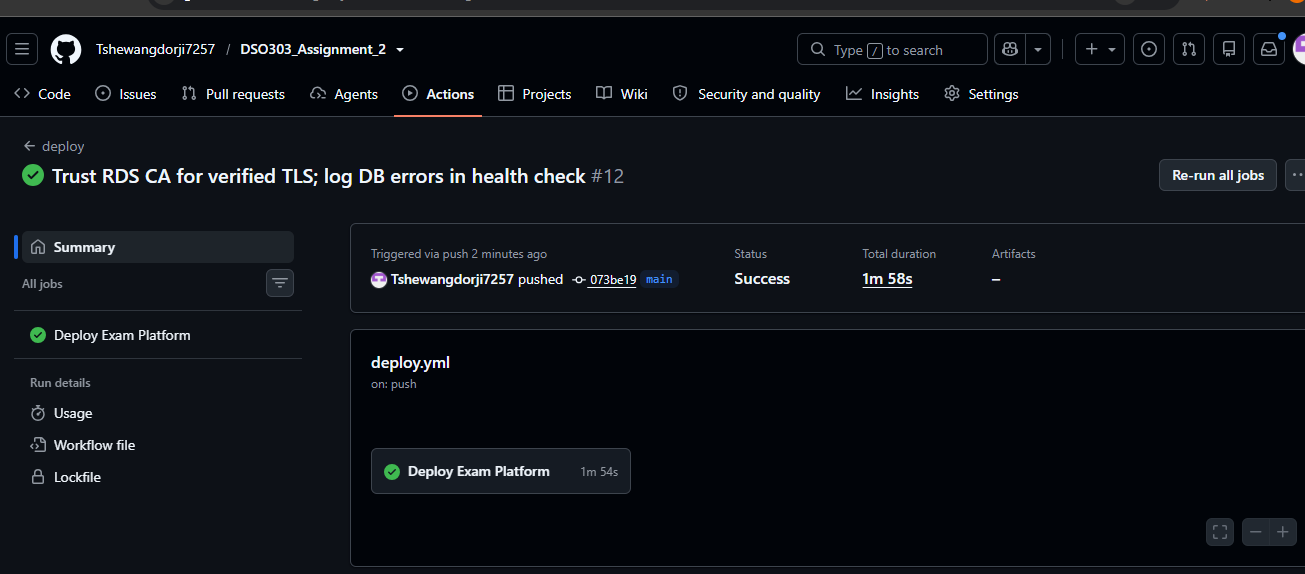 Tshewangdorji7257 / DSO303_Assignment_2
Type / to search
Code Issues Pull requests Agents Actions Projects Wiki Security and quality Insights Settings
← deploy
Trust RDS CA for verified TLS; log DB errors in health check #12
Re-run all jobs
Summary
All jobs
Deploy Exam Platform
Run details
Usage
Workflow file
Lockfile
Triggered via push 2 minutes ago
Tshewangdorji7257 pushed 073be19 main
Status
Success
Total duration
1m 58s
Artifacts
–
deploy.yml
on: push
Deploy Exam Platform 1m 54s